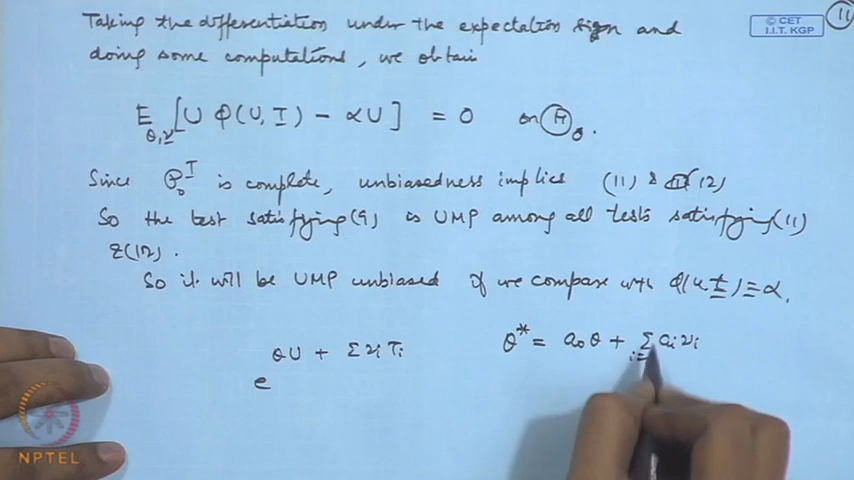 © CET
I.I.T. KGP
11
Taking the differentiation under the expectation sign and
doing some computations, we obtain
E_{θ,ν} [U φ(U, T) − αU] = 0 on Ⓗ_0.
Since 𝒫_0^T is complete, unbiasedness implies (11) & (12)
So the test satisfying (9) is UMP among all tests satisfying (11)
& (12).
So it will be UMP unbiased if we compare with φ(u, t) ≡ α.
e^{θU + Σ ν_i T_i} θ* = a_0 θ + Σ_{i=} a_i ν_i
NPTEL